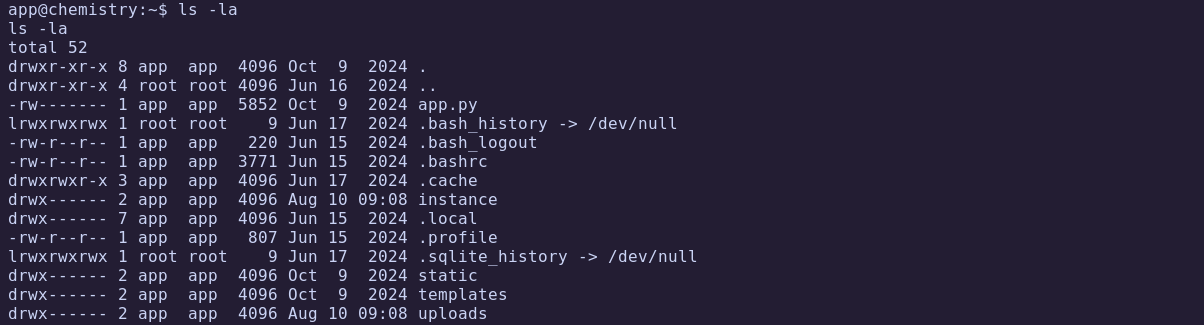 app@chemistry:~$ ls -la
ls -la
total 52
drwxr-xr-x 8 app  app  4096 Oct  9  2024 .
drwxr-xr-x 4 root root 4096 Jun 16  2024 ..
-rw------- 1 app  app  5852 Oct  9  2024 app.py
lrwxrwxrwx 1 root root    9 Jun 17  2024 .bash_history -> /dev/null
-rw-r--r-- 1 app  app   220 Jun 15  2024 .bash_logout
-rw-r--r-- 1 app  app  3771 Jun 15  2024 .bashrc
drwxrwxr-x 3 app  app  4096 Jun 17  2024 .cache
drwx------ 2 app  app  4096 Aug 10 09:08 instance
drwx------ 7 app  app  4096 Jun 15  2024 .local
-rw-r--r-- 1 app  app   807 Jun 15  2024 .profile
lrwxrwxrwx 1 root root    9 Jun 17  2024 .sqlite_history -> /dev/null
drwx------ 2 app  app  4096 Oct  9  2024 static
drwx------ 2 app  app  4096 Oct  9  2024 templates
drwx------ 2 app  app  4096 Aug 10 09:08 uploads